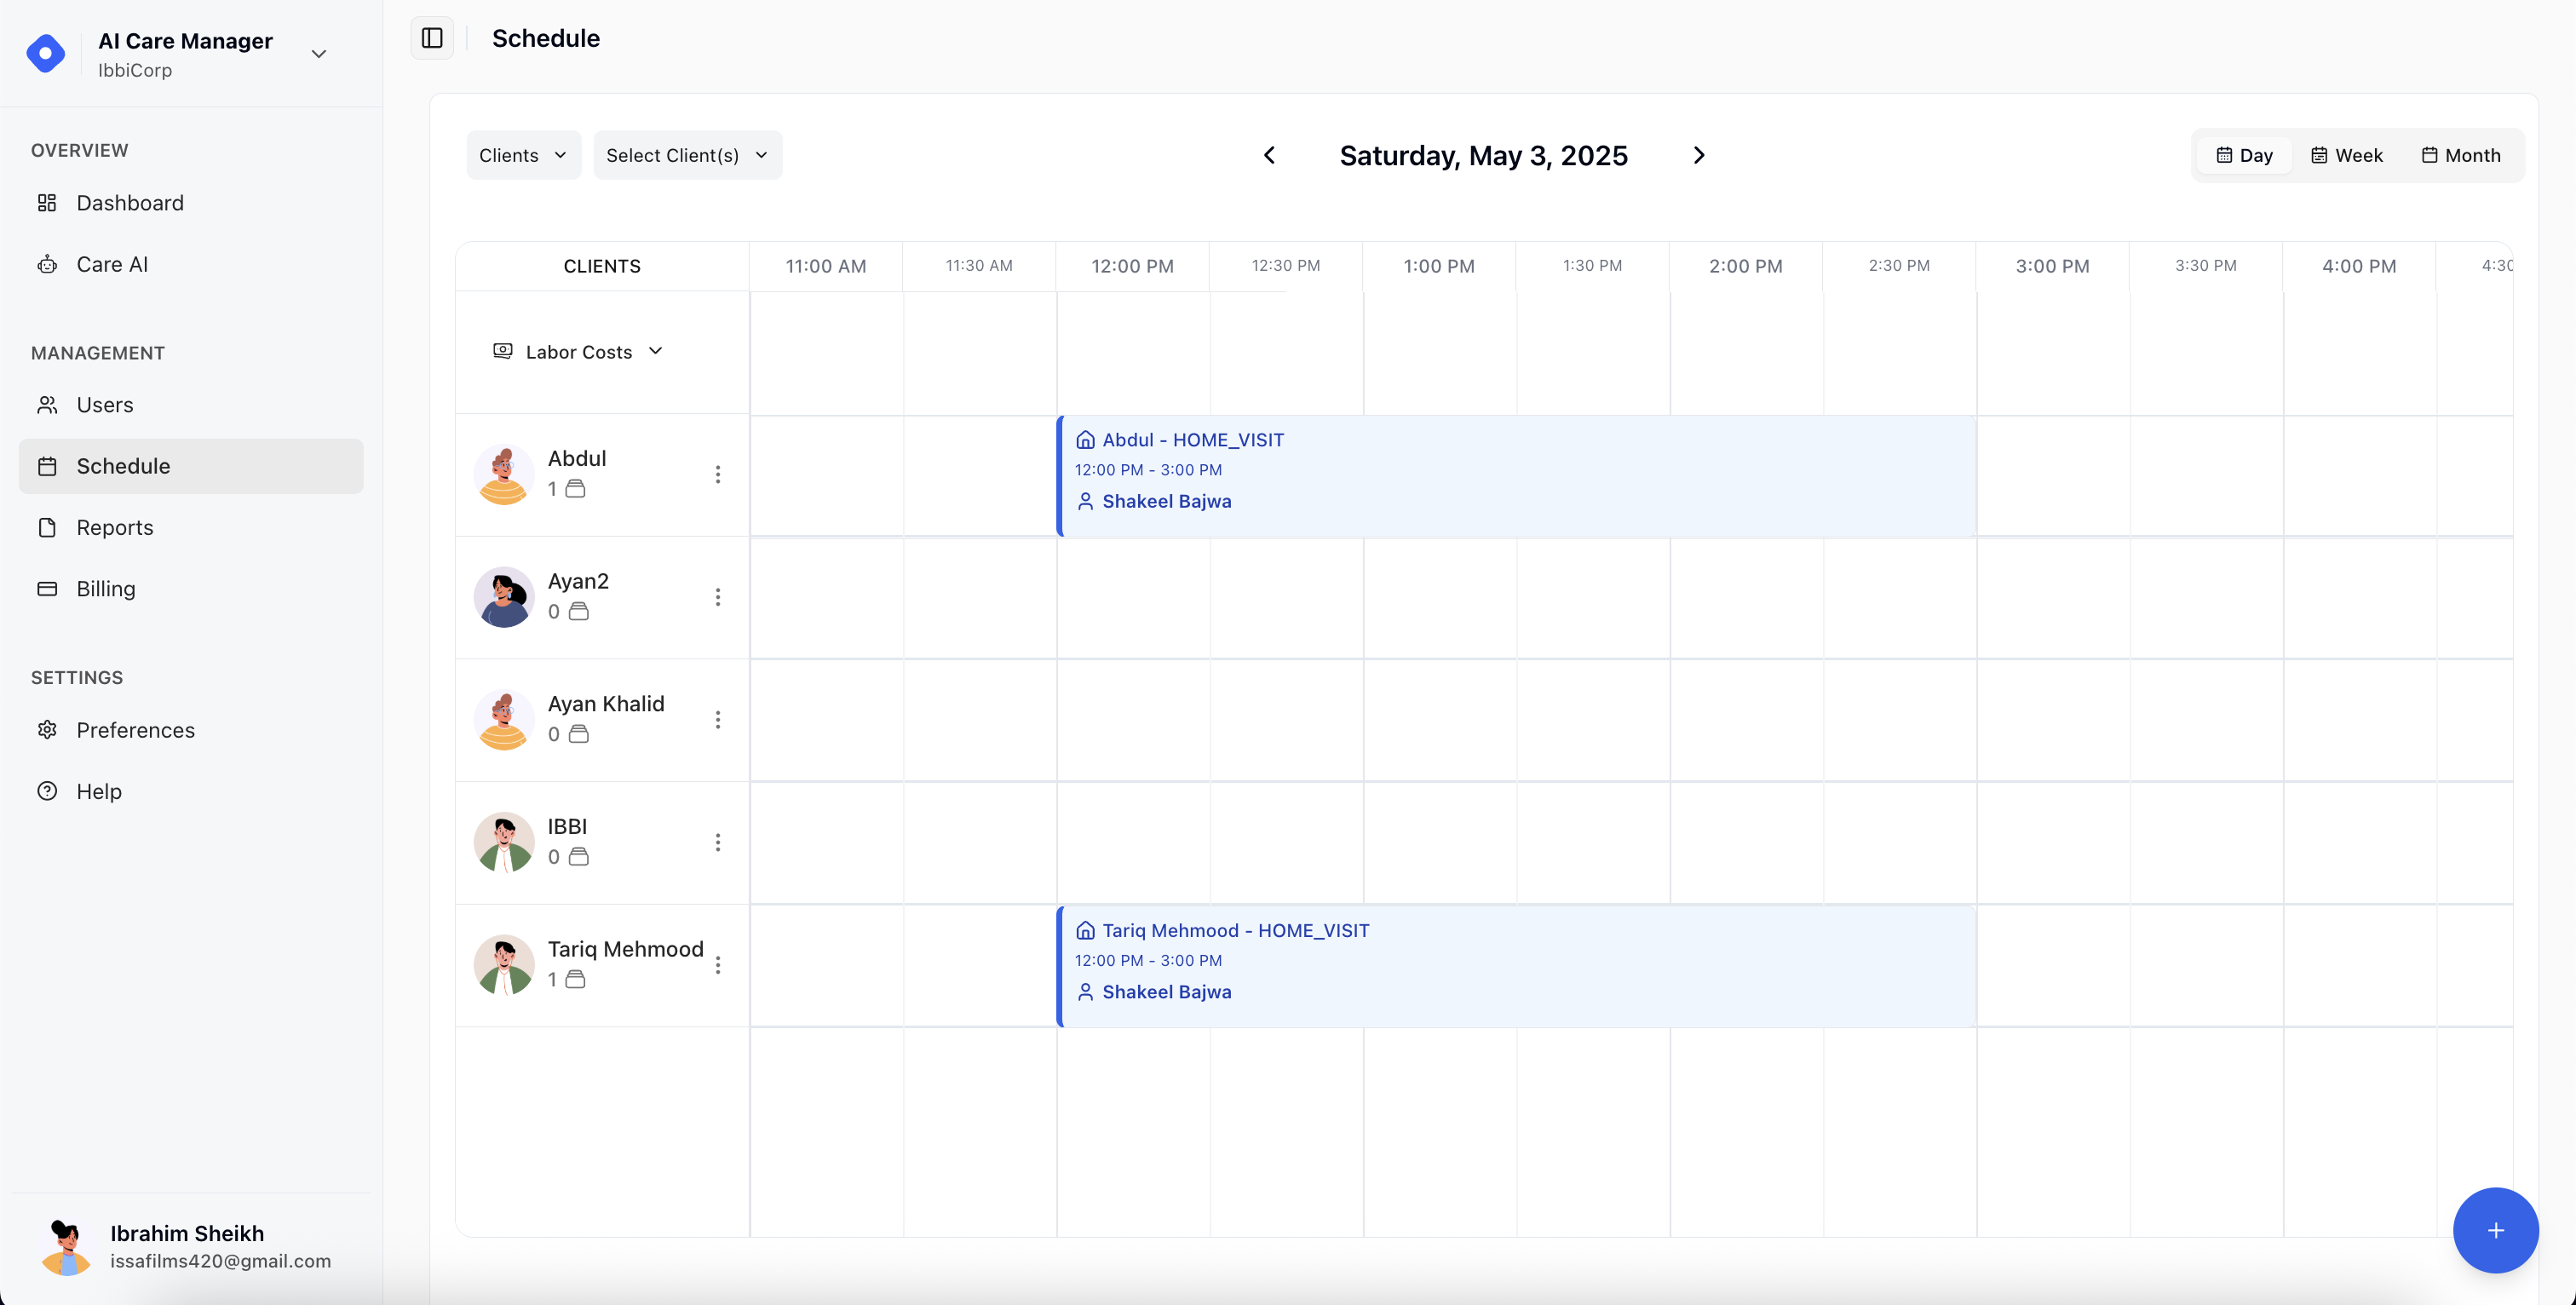 AI Care Manager
IbbiCorp
OVERVIEW
Dashboard
Care AI
MANAGEMENT
Users
Schedule
Reports
Billing
SETTINGS
Preferences
Help
Ibrahim Sheikh
issafilms420@gmail.com
Schedule
Clients
Select Client(s)
Saturday, May 3, 2025
Day
Week
Month
CLIENTS 11:00 AM 11:30 AM 12:00 PM 12:30 PM 1:00 PM 1:30 PM 2:00 PM 2:30 PM 3:00 PM 3:30 PM 4:00 PM 4:30
Labor Costs
Abdul
1
Abdul - HOME_VISIT
12:00 PM - 3:00 PM
Shakeel Bajwa
Ayan2
0
Ayan Khalid
0
IBBI
0
Tariq Mehmood
1
Tariq Mehmood - HOME_VISIT
12:00 PM - 3:00 PM
Shakeel Bajwa